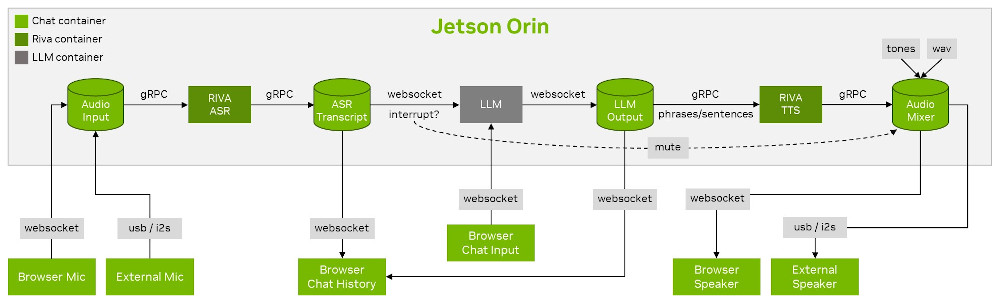 Jetson Orin
Chat container
Riva container
LLM container
tones
wav
Audio
Input
gRPC
RIVA
ASR
gRPC
ASR
Transcript
websocket
interrupt?
LLM
websocket
LLM
Output
gRPC
phrases/sentences
RIVA
TTS
gRPC
Audio
Mixer
mute
websocket
usb / i2s
websocket
websocket
websocket
websocket
usb / i2s
Browser Mic
External Mic
Browser
Chat History
Browser
Chat Input
Browser
Speaker
External
Speaker